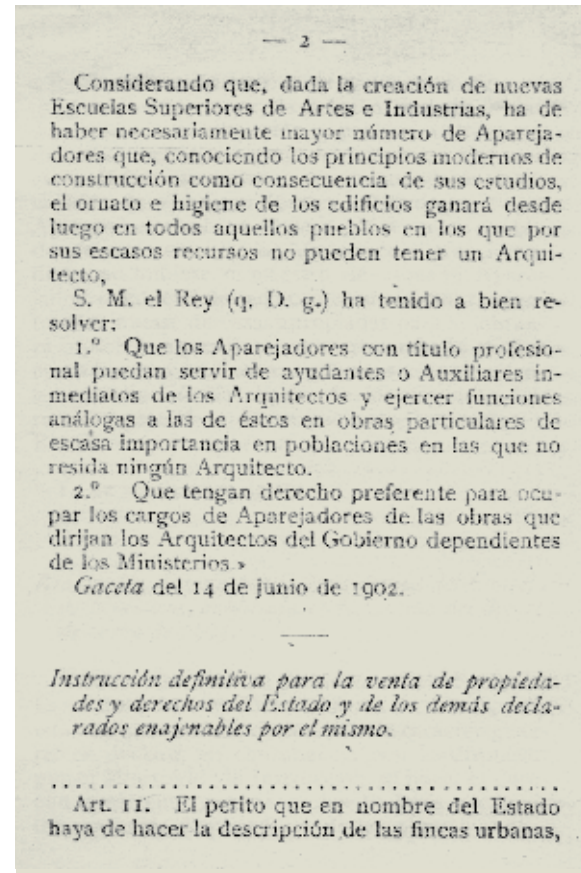 — 2 —
Considerando que, dada la creación de nuevas
Escuelas Superiores de Artes e Industrias, ha de
haber necesariamente mayor número de Apareja-
dores que, conociendo los principios modernos de
construcción como consecuencia de sus estudios,
el ornato e higiene de los edificios ganará desde
luego en todos aquellos pueblos en los que por
sus escasos recursos no pueden tener un Arqui-
tecto,
S. M. el Rey (q. D. g.) ha tenido a bien re-
solver:
1.º Que los Aparejadores con título profesio-
nal puedan servir de ayudantes o Auxiliares in-
mediatos de los Arquitectos y ejercer funciones
análogas a las de éstos en obras particulares de
escasa importancia en poblaciones en las que no
resida ningún Arquitecto.
2.º Que tengan derecho preferente para ocu-
par los cargos de Aparejadores de las obras que
dirijan los Arquitectos del Gobierno dependientes
de los Ministerios.»
Gaceta del 14 de junio de 1902.
Instrucción definitiva para la venta de propieda-
des y derechos del Estado y de los demás decla-
rados enajenables por el mismo.
..............................................
Art. 11. El perito que en nombre del Estado
haya de hacer la descripción de las fincas urbanas,